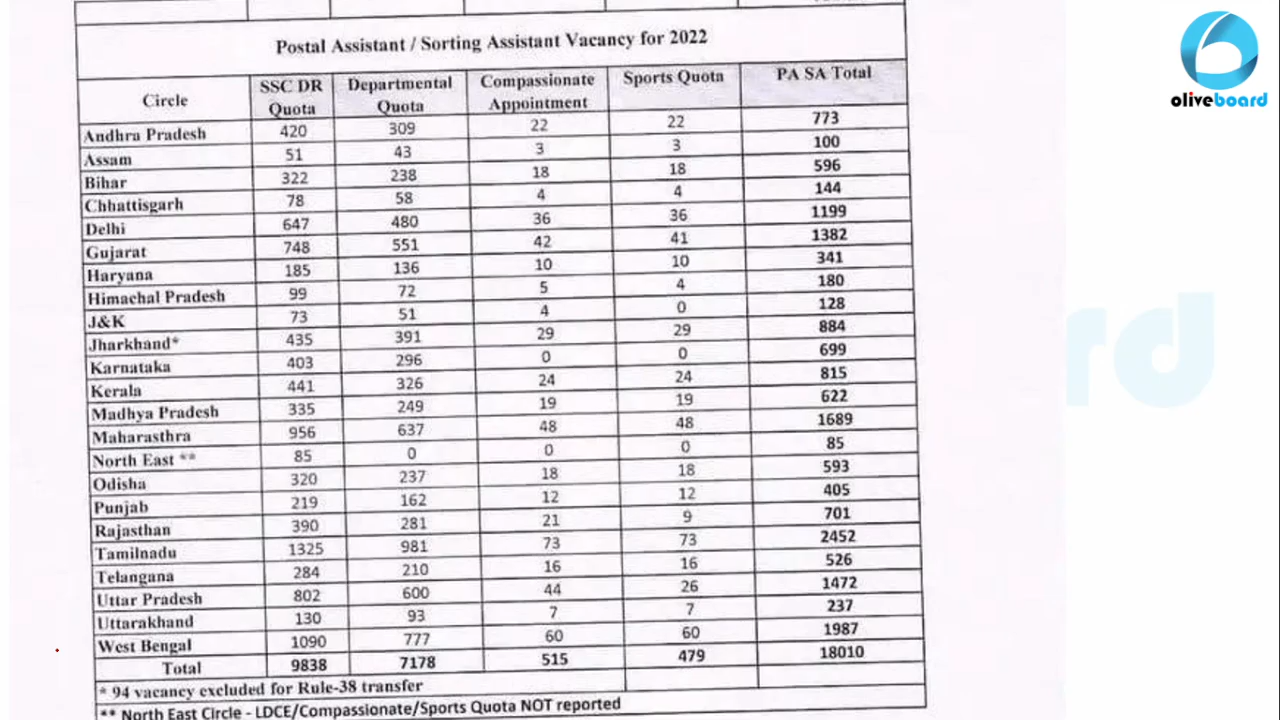 Postal Assistant / Sorting Assistant Vacancy for 2022
Circle SSC DR Quota Departmental Quota Compassionate Appointment Sports Quota PA SA Total
Andhra Pradesh 420 309 22 22 773
Assam 51 43 3 3 100
Bihar 322 238 18 18 596
Chhattisgarh 78 58 4 4 144
Delhi 647 480 36 36 1199
Gujarat 748 551 42 41 1382
Haryana 185 136 10 10 341
Himachal Pradesh 99 72 5 4 180
J&K 73 51 4 0 128
Jharkhand* 435 391 29 29 884
Karnataka 403 296 0 0 699
Kerala 441 326 24 24 815
Madhya Pradesh 335 249 19 19 622
Maharasthra 956 637 48 48 1689
North East ** 85 0 0 0 85
Odisha 320 237 18 18 593
Punjab 219 162 12 12 405
Rajasthan 390 281 21 9 701
Tamilnadu 1325 981 73 73 2452
Telangana 284 210 16 16 526
Uttar Pradesh 802 600 44 26 1472
Uttarakhand 130 93 7 7 237
West Bengal 1090 777 60 60 1987
Total 9838 7178 515 479 18010
* 94 vacancy excluded for Rule-38 transfer
** North East Circle - LDCE/Compassionate/Sports Quota NOT reported
oliveboard
rd